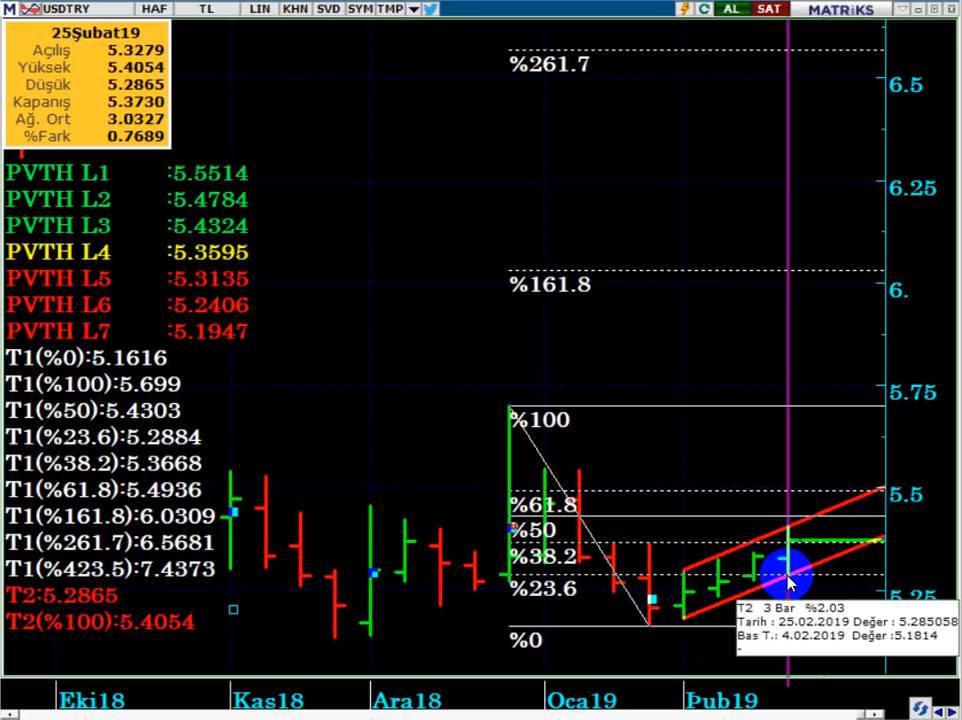 USDTRY HAF TL LIN KHN SVD SYM TMP AL SAT MATRİKS
25Şubat19
Açılış 5.3279
Yüksek 5.4054
Düşük 5.2865
Kapanış 5.3730
Ağ. Ort 3.0327
%Fark 0.7689
PVTH L1 :5.5514
PVTH L2 :5.4784
PVTH L3 :5.4324
PVTH L4 :5.3595
PVTH L5 :5.3135
PVTH L6 :5.2406
PVTH L7 :5.1947
T1(%0):5.1616
T1(%100):5.699
T1(%50):5.4303
T1(%23.6):5.2884
T1(%38.2):5.3668
T1(%61.8):5.4936
T1(%161.8):6.0309
T1(%261.7):6.5681
T1(%423.5):7.4373
T2:5.2865
T2(%100):5.4054
%261.7
%161.8
%100
%61.8
%50
%38.2
%23.6
%0
6.5
6.25
6.
5.75
5.5
5.25
T2 3 Bar %2.03
Tarih : 25.02.2019 Değer : 5.285058
Bas T.: 4.02.2019 Değer :5.1814
-
Eki18 Kas18 Ara18 Oca19 Þub19